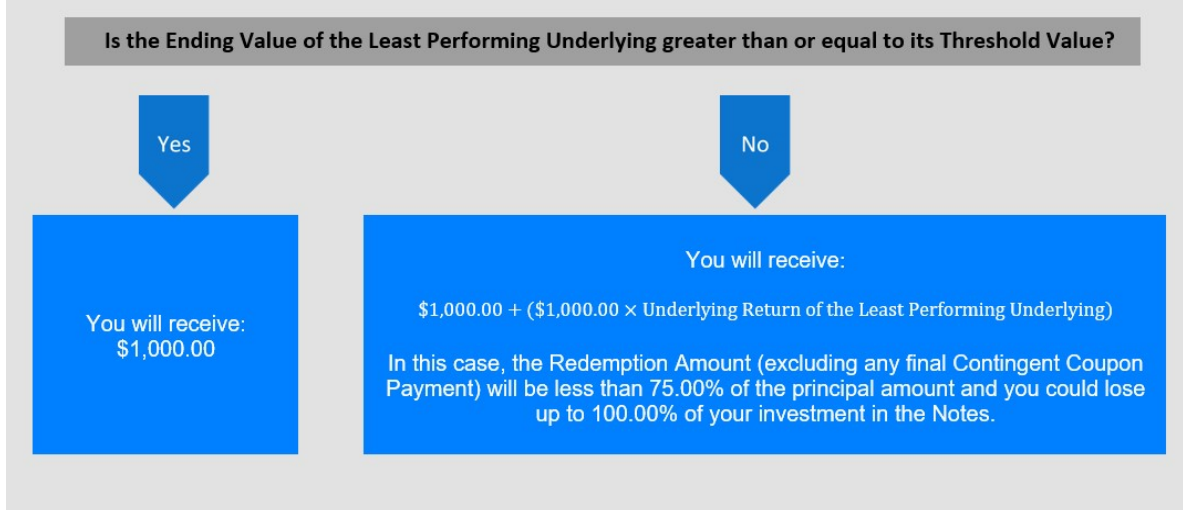 Is the Ending Value of the Least Performing Underlying greater than or equal to its Threshold Value?
Yes
No
You will receive:
$1,000.00
You will receive:
$1,000.00 + ($1,000.00 × Underlying Return of the Least Performing Underlying)
In this case, the Redemption Amount (excluding any final Contingent Coupon
Payment) will be less than 75.00% of the principal amount and you could lose
up to 100.00% of your investment in the Notes.